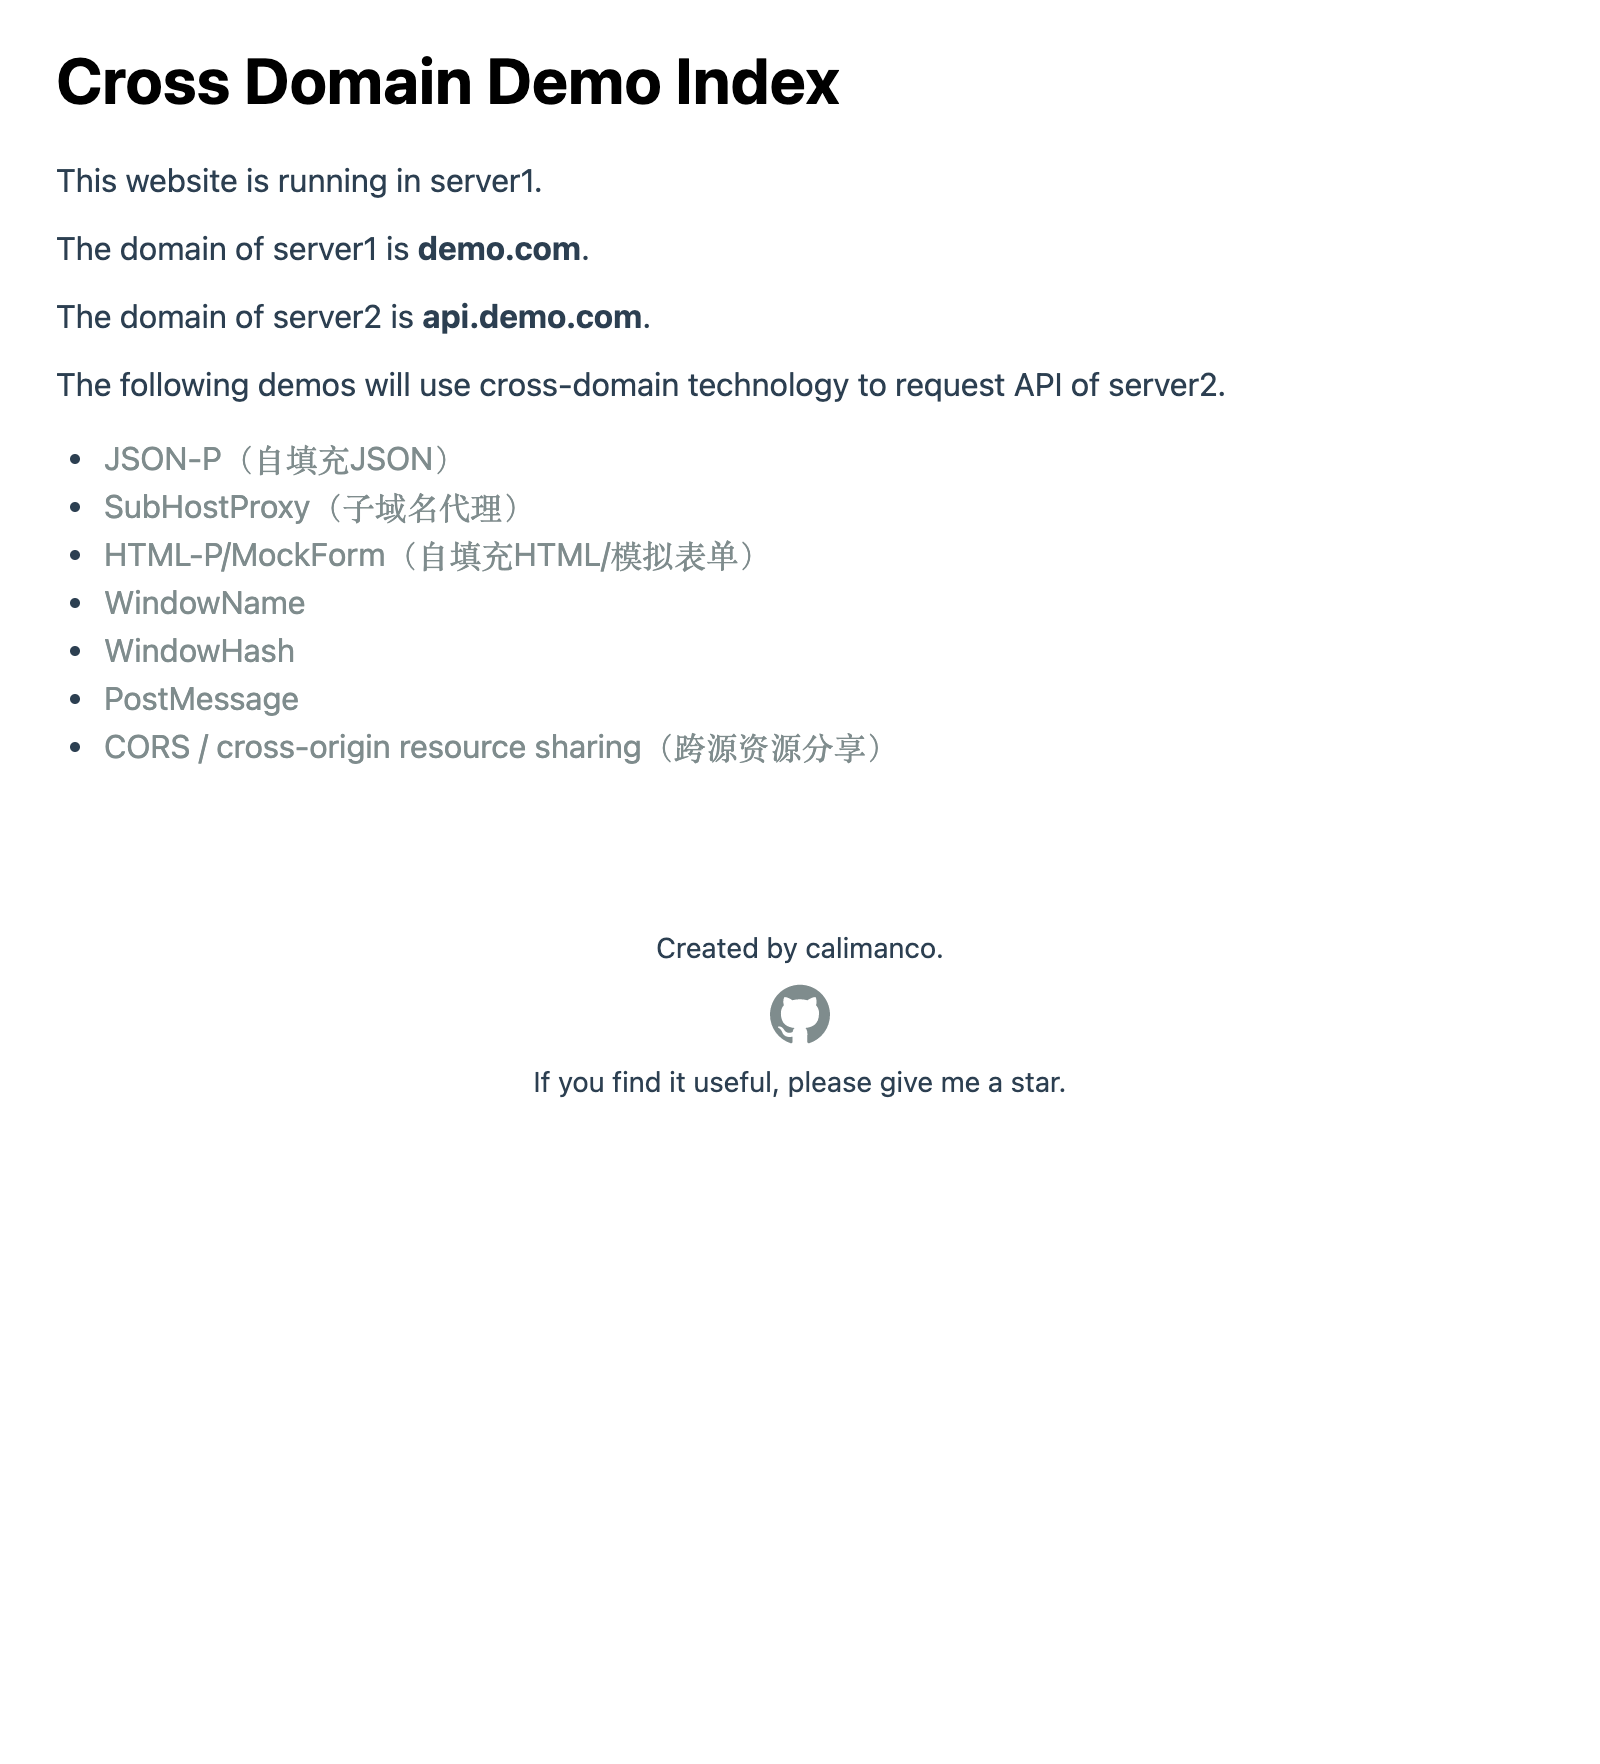 Cross Domain Demo Index
This website is running in server1.
The domain of server1 is demo.com.
The domain of server2 is api.demo.com.
The following demos will use cross-domain technology to request API of server2.
JSON-P（自填充JSON）
SubHostProxy（子域名代理）
HTML-P/MockForm（自填充HTML/模拟表单）
WindowName
WindowHash
PostMessage
CORS / cross-origin resource sharing（跨源资源分享）
Created by calimanco.
If you find it useful, please give me a star.